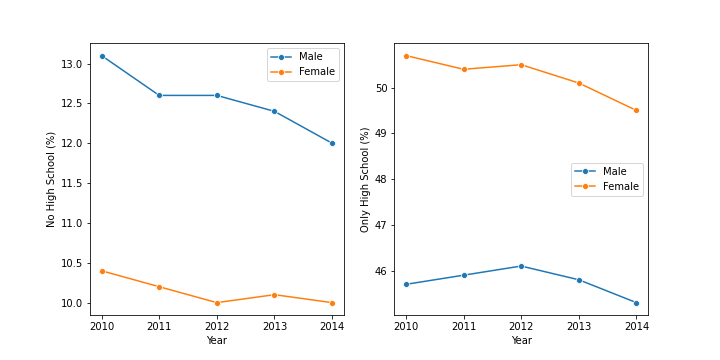 No High School (%)
13.0
12.5
12.0
11.5
11.0
10.5
10.0
2010 2011 2012 2013 2014
Year
Male
Female
Only High School (%)
50
49
48
47
46
2010 2011 2012 2013 2014
Year
Male
Female